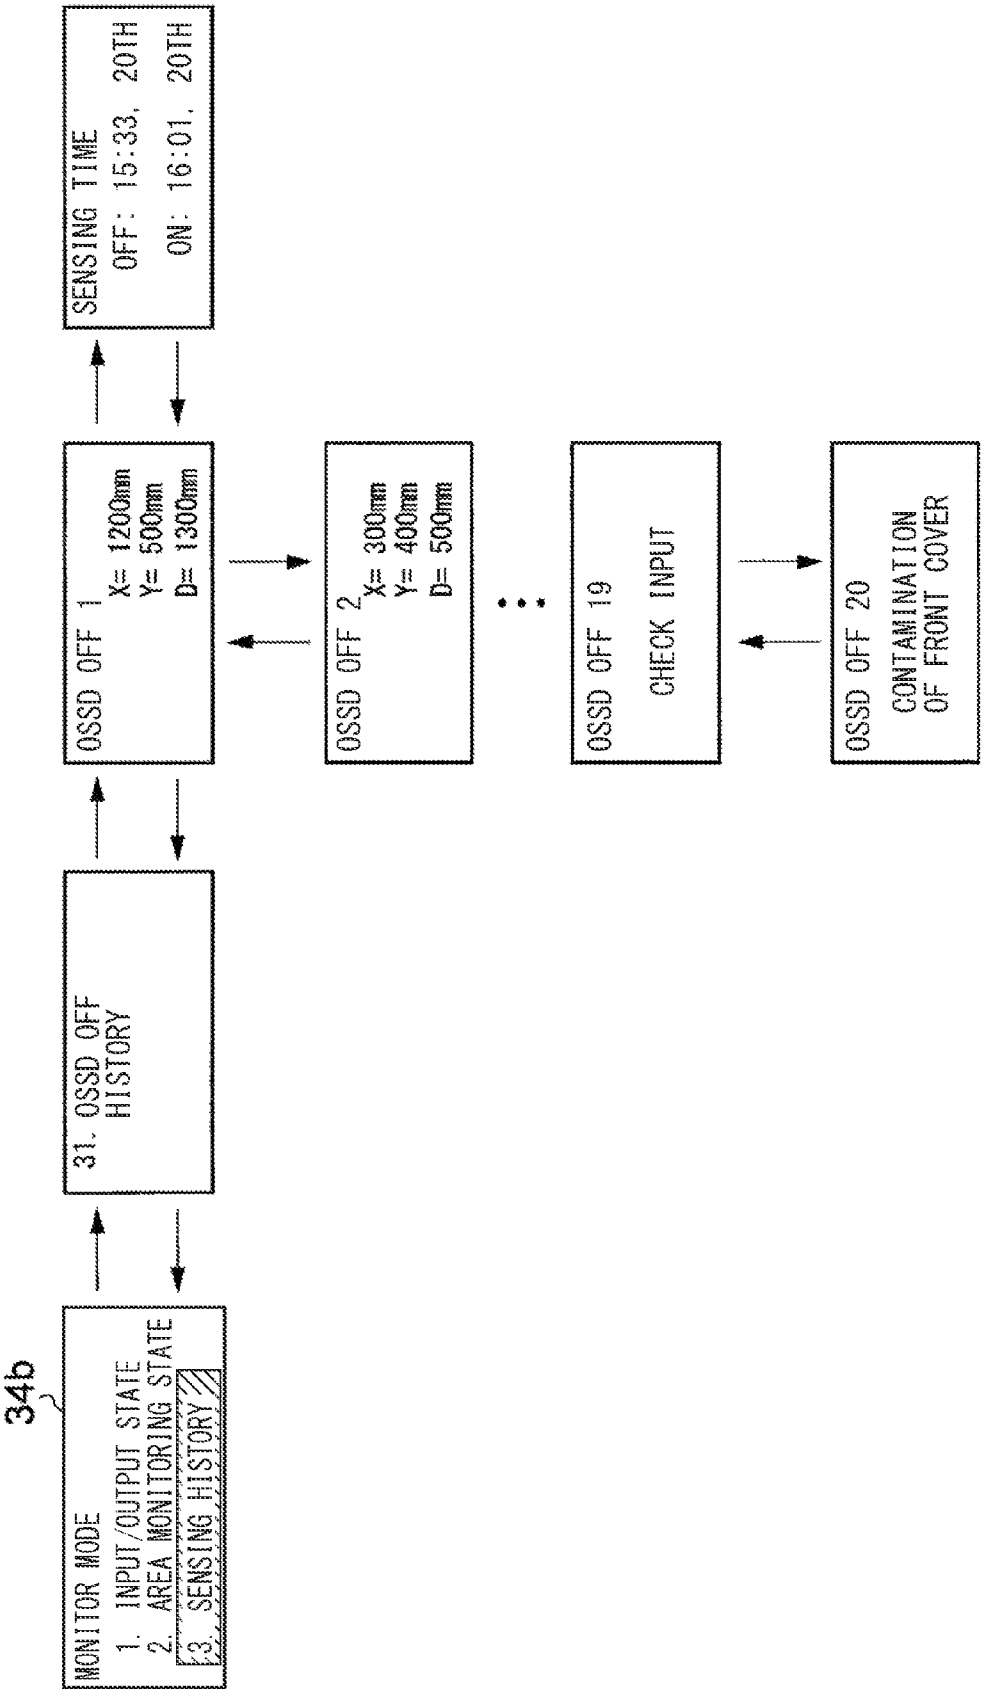 34b
MONITOR MODE
1. INPUT/OUTPUT STATE
2. AREA MONITORING STATE
3. SENSING HISTORY
31. OSSD OFF
HISTORY
OSSD OFF 1
X= 1200mm
Y= 500mm
D= 1300mm
SENSING TIME
OFF: 15:33, 20TH
ON: 16:01, 20TH
OSSD OFF 2
X= 300mm
Y= 400mm
D= 500mm
OSSD OFF 19
CHECK INPUT
OSSD OFF 20
CONTAMINATION
OF FRONT COVER